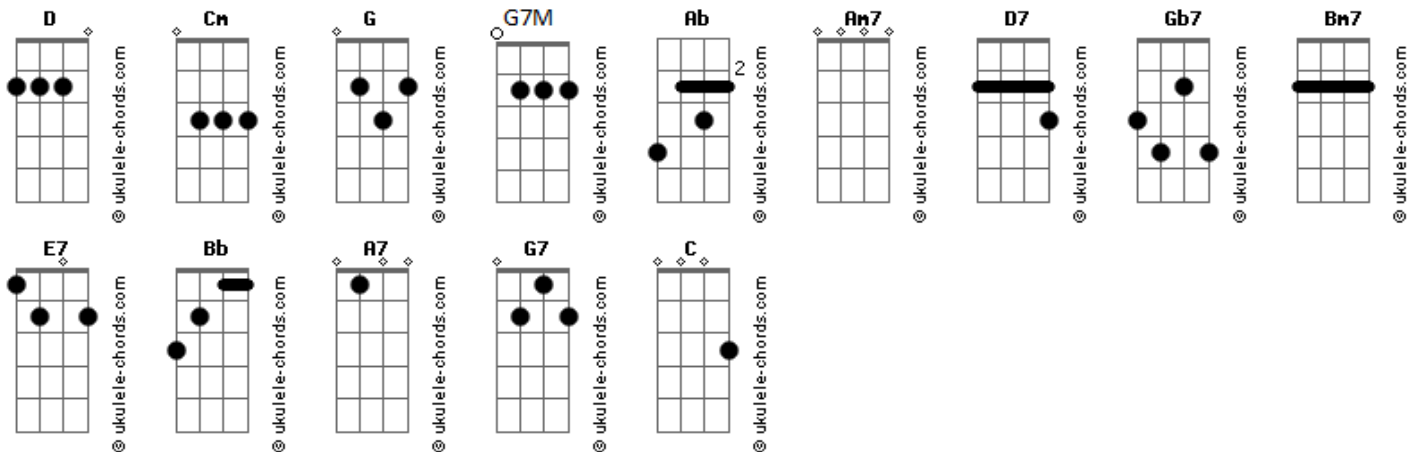 D Cm G G7M Ab Am7 D7 Gb7 Bm7
2
© ukulele-chords.com © ukulele-chords.com © ukulele-chords.com © ukulele-chords.com © ukulele-chords.com © ukulele-chords.com © ukulele-chords.com © ukulele-chords.com © ukulele-chords.com
E7 Bb A7 G7 C
© ukulele-chords.com © ukulele-chords.com © ukulele-chords.com © ukulele-chords.com © ukulele-chords.com